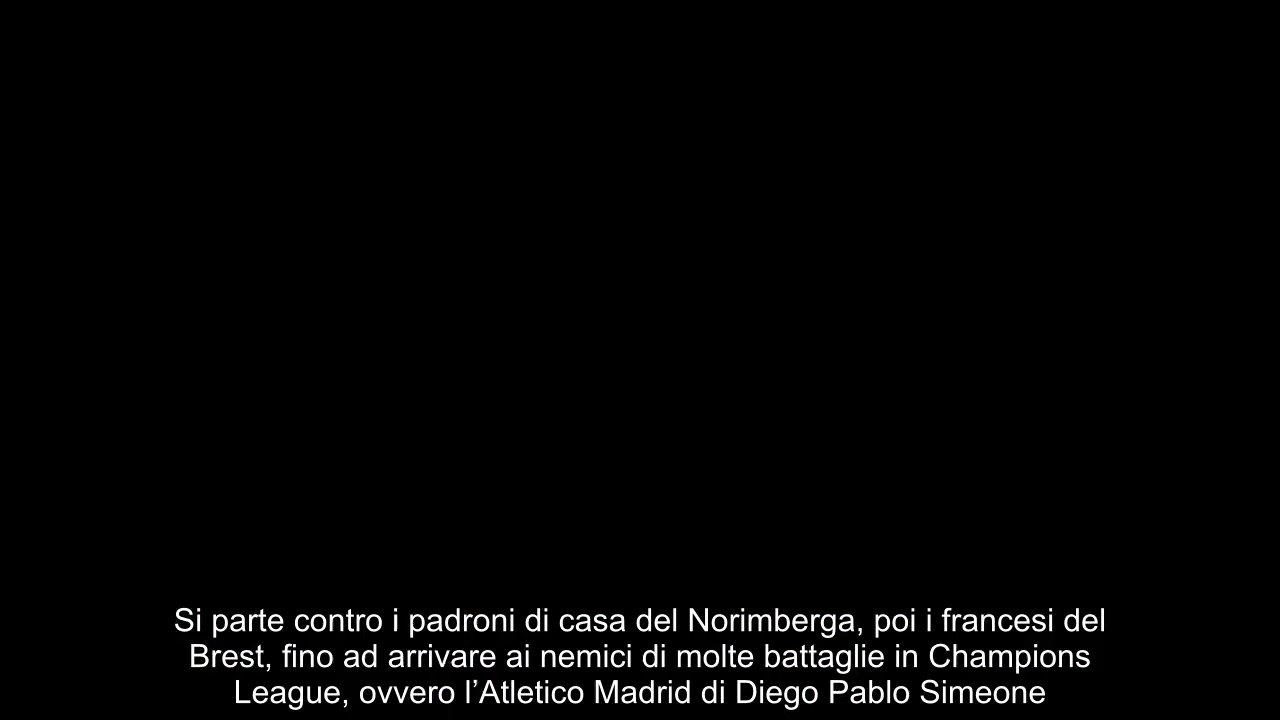 Si parte contro i padroni di casa del Norimberga, poi i francesi del
Brest, fino ad arrivare ai nemici di molte battaglie in Champions
League, ovvero l’Atletico Madrid di Diego Pablo Simeone